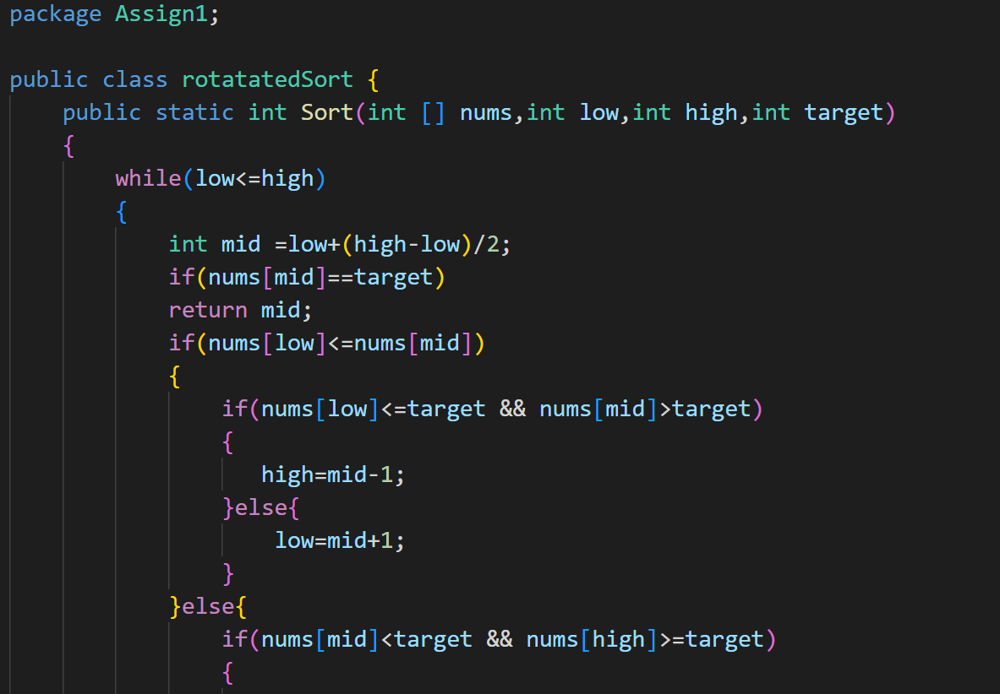 package Assign1;
public class rotatatedSort {
public static int Sort(int [] nums,int low,int high,int target)
{
while(low<=high)
{
int mid =low+(high-low)/2;
if(nums[mid]==target)
return mid;
if(nums[low]<=nums[mid])
{
if(nums[low]<=target && nums[mid]>target)
{
high=mid-1;
}else{
low=mid+1;
}
}else{
if(nums[mid]<target && nums[high]>=target)
{